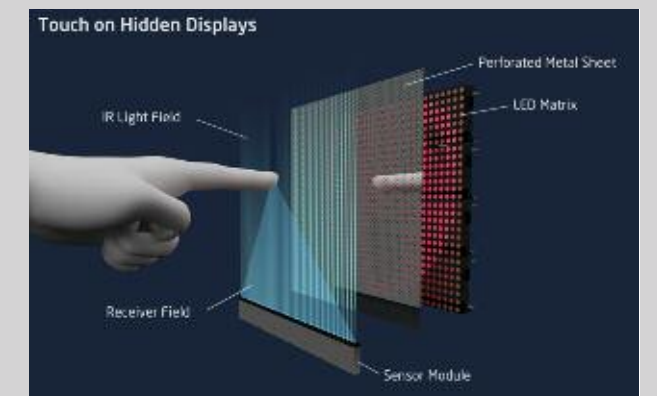 Touch on Hidden Displays
Perforated Metal Sheet
LED Matrix
IR Light Field
Receiver Field
Sensor Module